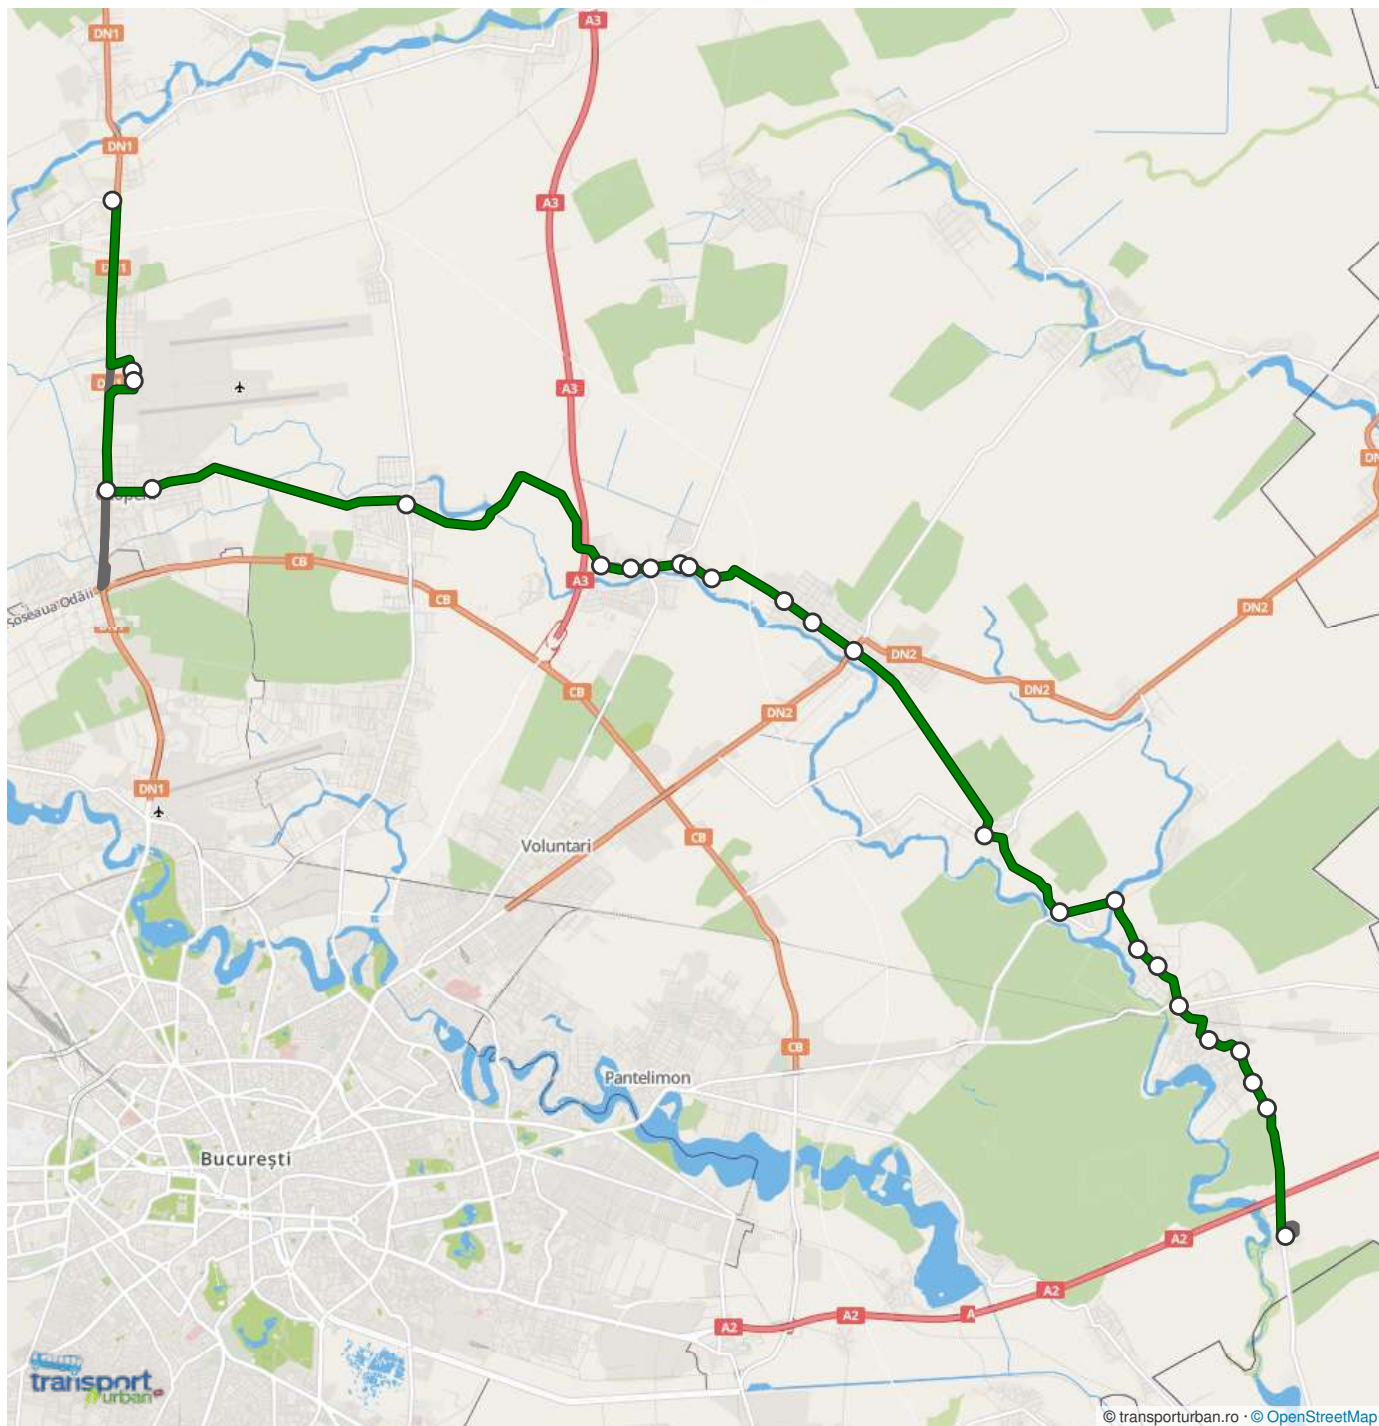 DN1
A3
DN1
A3
A3
DN
CB
A3
Șoseaua Odăii
CB
DN2
DN2
DN2
CB
DN2
DN1
CB
Voluntari
CB
Pantelimon
București
A2
A2
A2
A
A2
transport
urban
© transporturban.ro · © OpenStreetMap